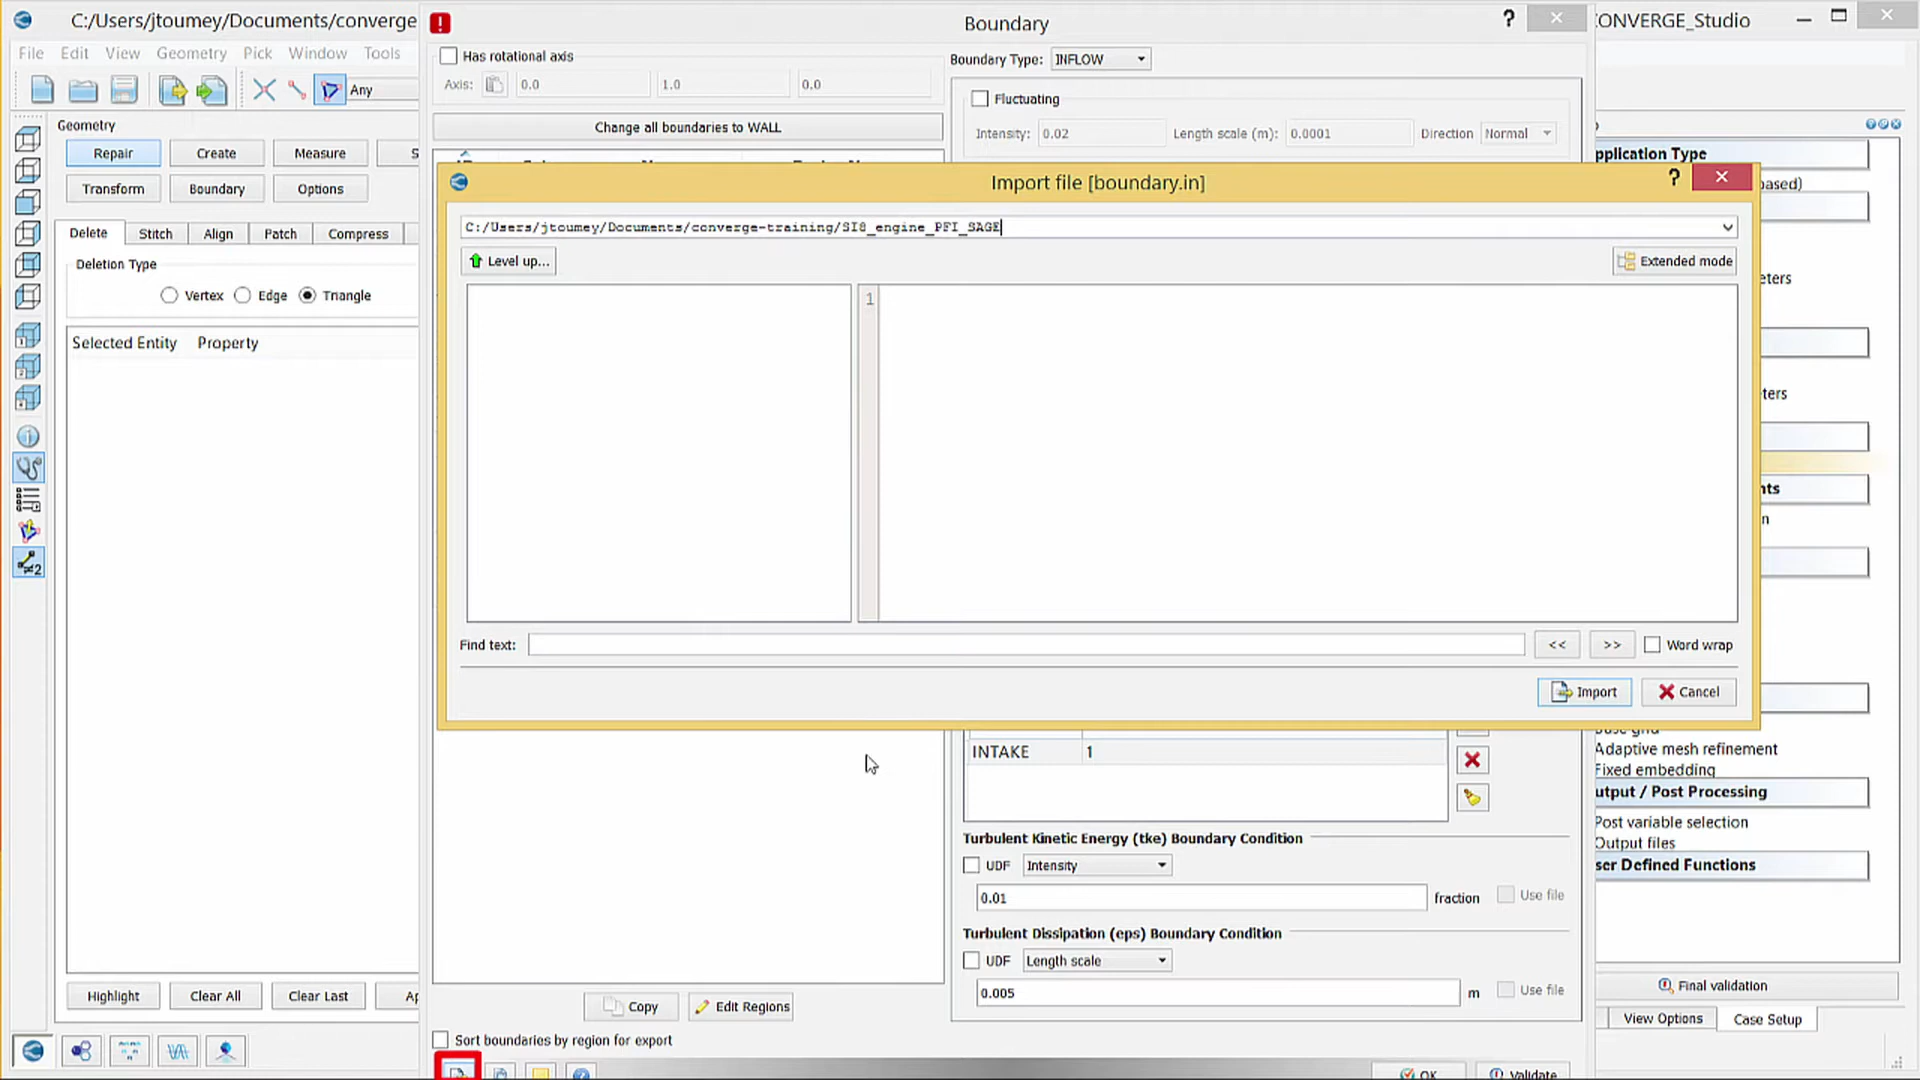 C:/Users/jtoumey/Documents/converge
Boundary
?
CONVERGE_Studio
File Edit View Geometry Pick Window Tools
Has rotational axis
Boundary Type: INFLOW
Axis: 0.0 1.0 0.0
Any
Fluctuating
Geometry
Change all boundaries to WALL
Intensity: 0.02 Length scale (m): 0.0001 Direction Normal
Repair Create Measure S
pplication Type
Import file [boundary.in]
?
ased)
Transform Boundary Options
C:/Users/jtoumey/Documents/converge-training/SI8_engine_PFI_SAGE
Delete Stitch Align Patch Compress
Level up...
Extended mode
Deletion Type
eters
Vertex Edge Triangle
1
Selected Entity Property
ters
nts
n
Find text:
<< >> Word wrap
Import Cancel
INTAKE 1
Base grid
Adaptive mesh refinement
Fixed embedding
utput / Post Processing
Post variable selection
Output files
ser Defined Functions
Turbulent Kinetic Energy (tke) Boundary Condition
UDF Intensity
0.01 fraction Use file
Turbulent Dissipation (eps) Boundary Condition
UDF Length scale
0.005 m Use file
Final validation
Highlight Clear All Clear Last Ap
Copy Edit Regions
View Options Case Setup
Sort boundaries by region for export
OK Validate